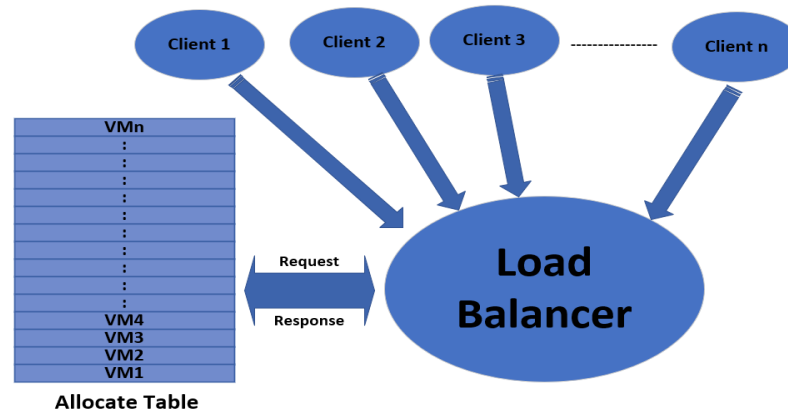 Client 1
Client 2
Client 3
Client n
VMn
:
:
:
:
:
:
:
:
:
:
VM4
VM3
VM2
VM1
Allocate Table
Request
Response
Load
Balancer